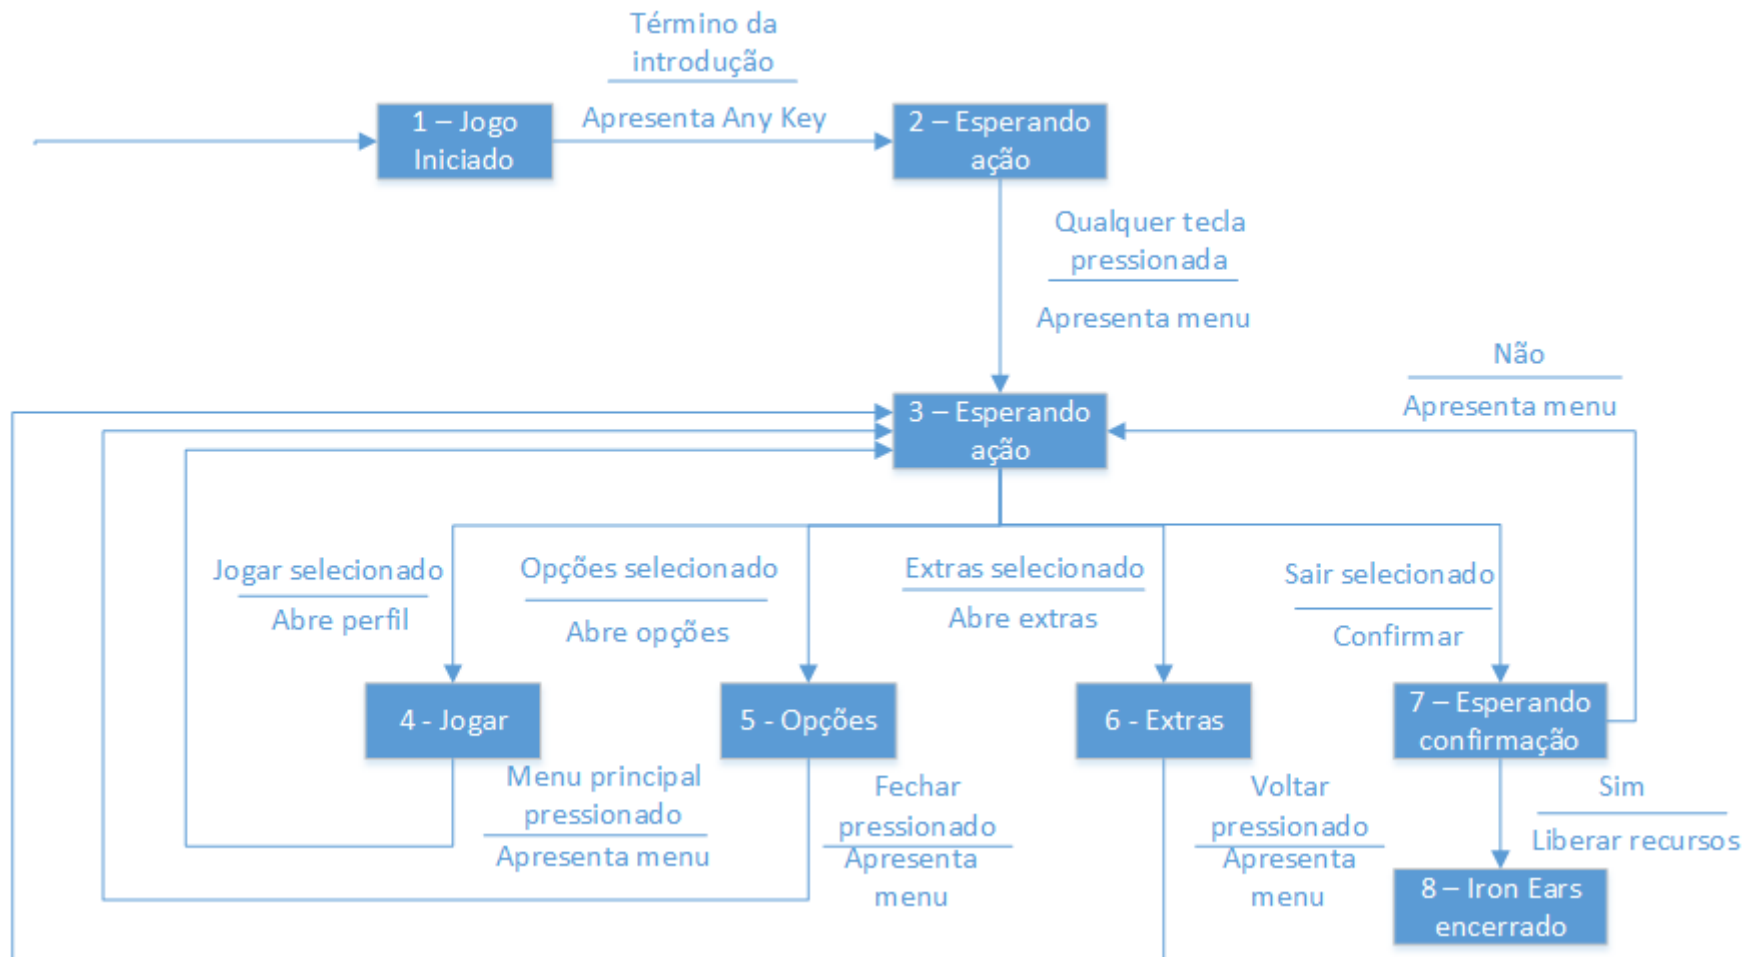 Término da
introdução
Apresenta Any Key
1 – Jogo
Iniciado
2 – Esperando
ação
Qualquer tecla
pressionada
Apresenta menu
Não
Apresenta menu
3 – Esperando
ação
Jogar selecionado
Abre perfil
Opções selecionado
Abre opções
Extras selecionado
Abre extras
Sair selecionado
Confirmar
4 - Jogar
5 - Opções
6 - Extras
7 – Esperando
confirmação
Menu principal
pressionado
Apresenta menu
Fechar
pressionado
Apresenta
menu
Voltar
pressionado
Apresenta
menu
Sim
Liberar recursos
8 – Iron Ears
encerrado